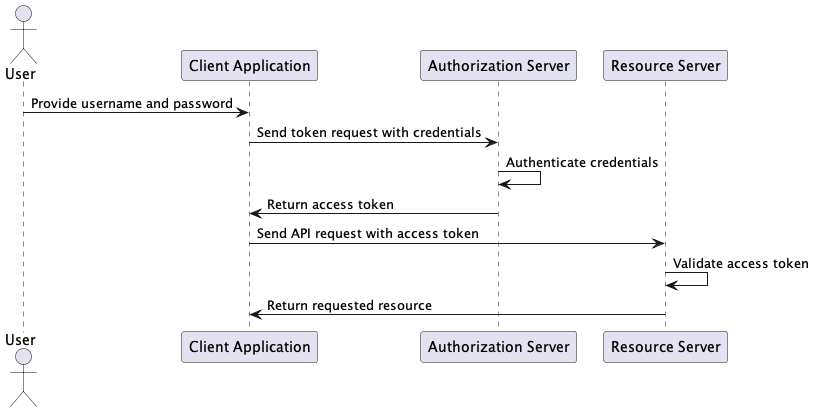 User
Client Application
Authorization Server
Resource Server
Provide username and password
Send token request with credentials
Authenticate credentials
Return access token
Send API request with access token
Validate access token
Return requested resource
User
Client Application
Authorization Server
Resource Server